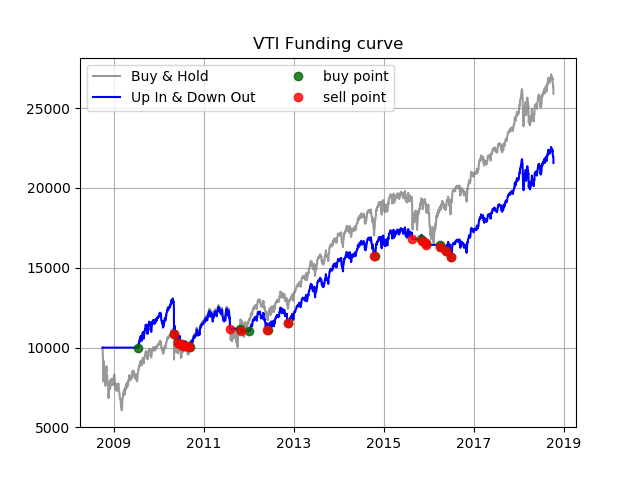 VTI Funding curve
Buy & Hold
Up In & Down Out
buy point
sell point
25000
20000
15000
10000
5000
2009 2011 2013 2015 2017 2019